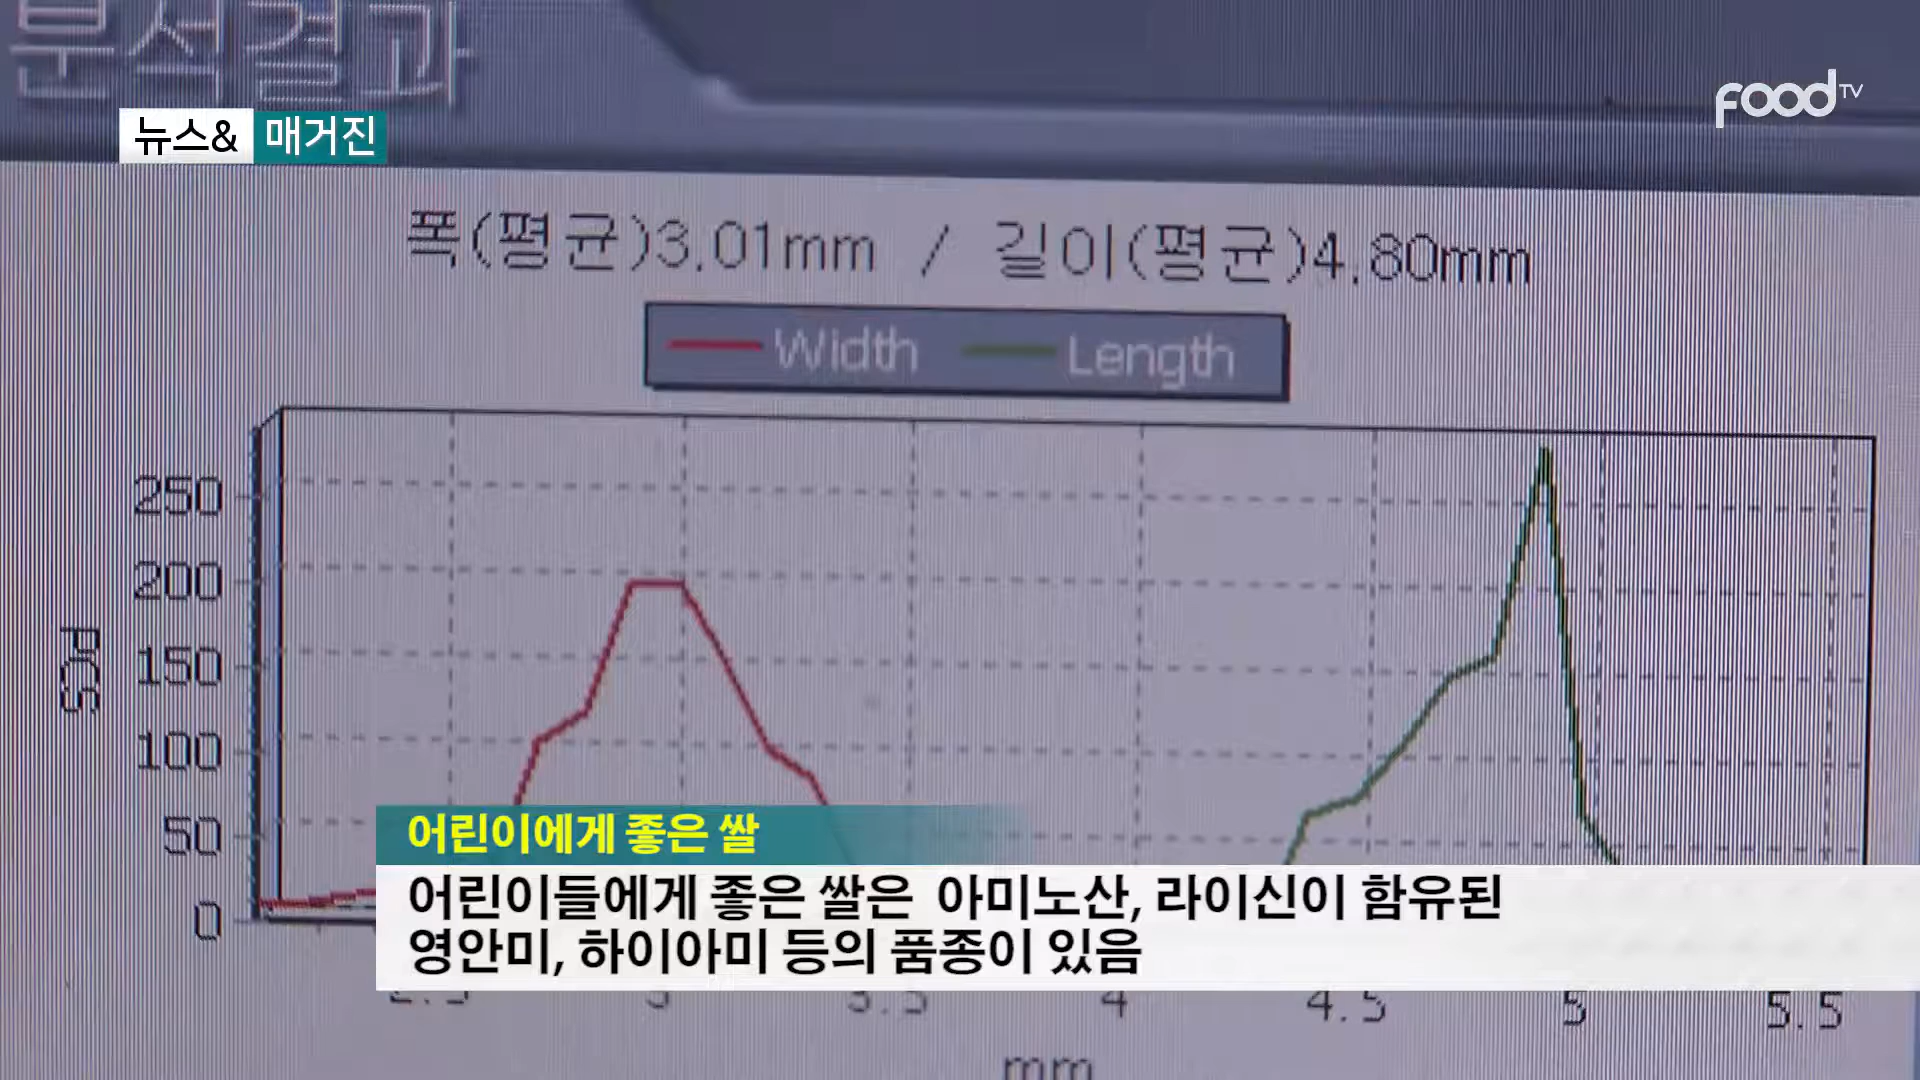 분석결과
food TV
뉴스& 매거진
폭(평균)3.01mm / 길이(평균)4.80mm
Width Length
250
200
150
100
50
0
PCS
어린이에게 좋은 쌀
어린이들에게 좋은 쌀은 아미노산, 라이신이 함유된
영안미, 하이아미 등의 품종이 있음
2.5 3 3.5 4 4.5 5 5.5
mm